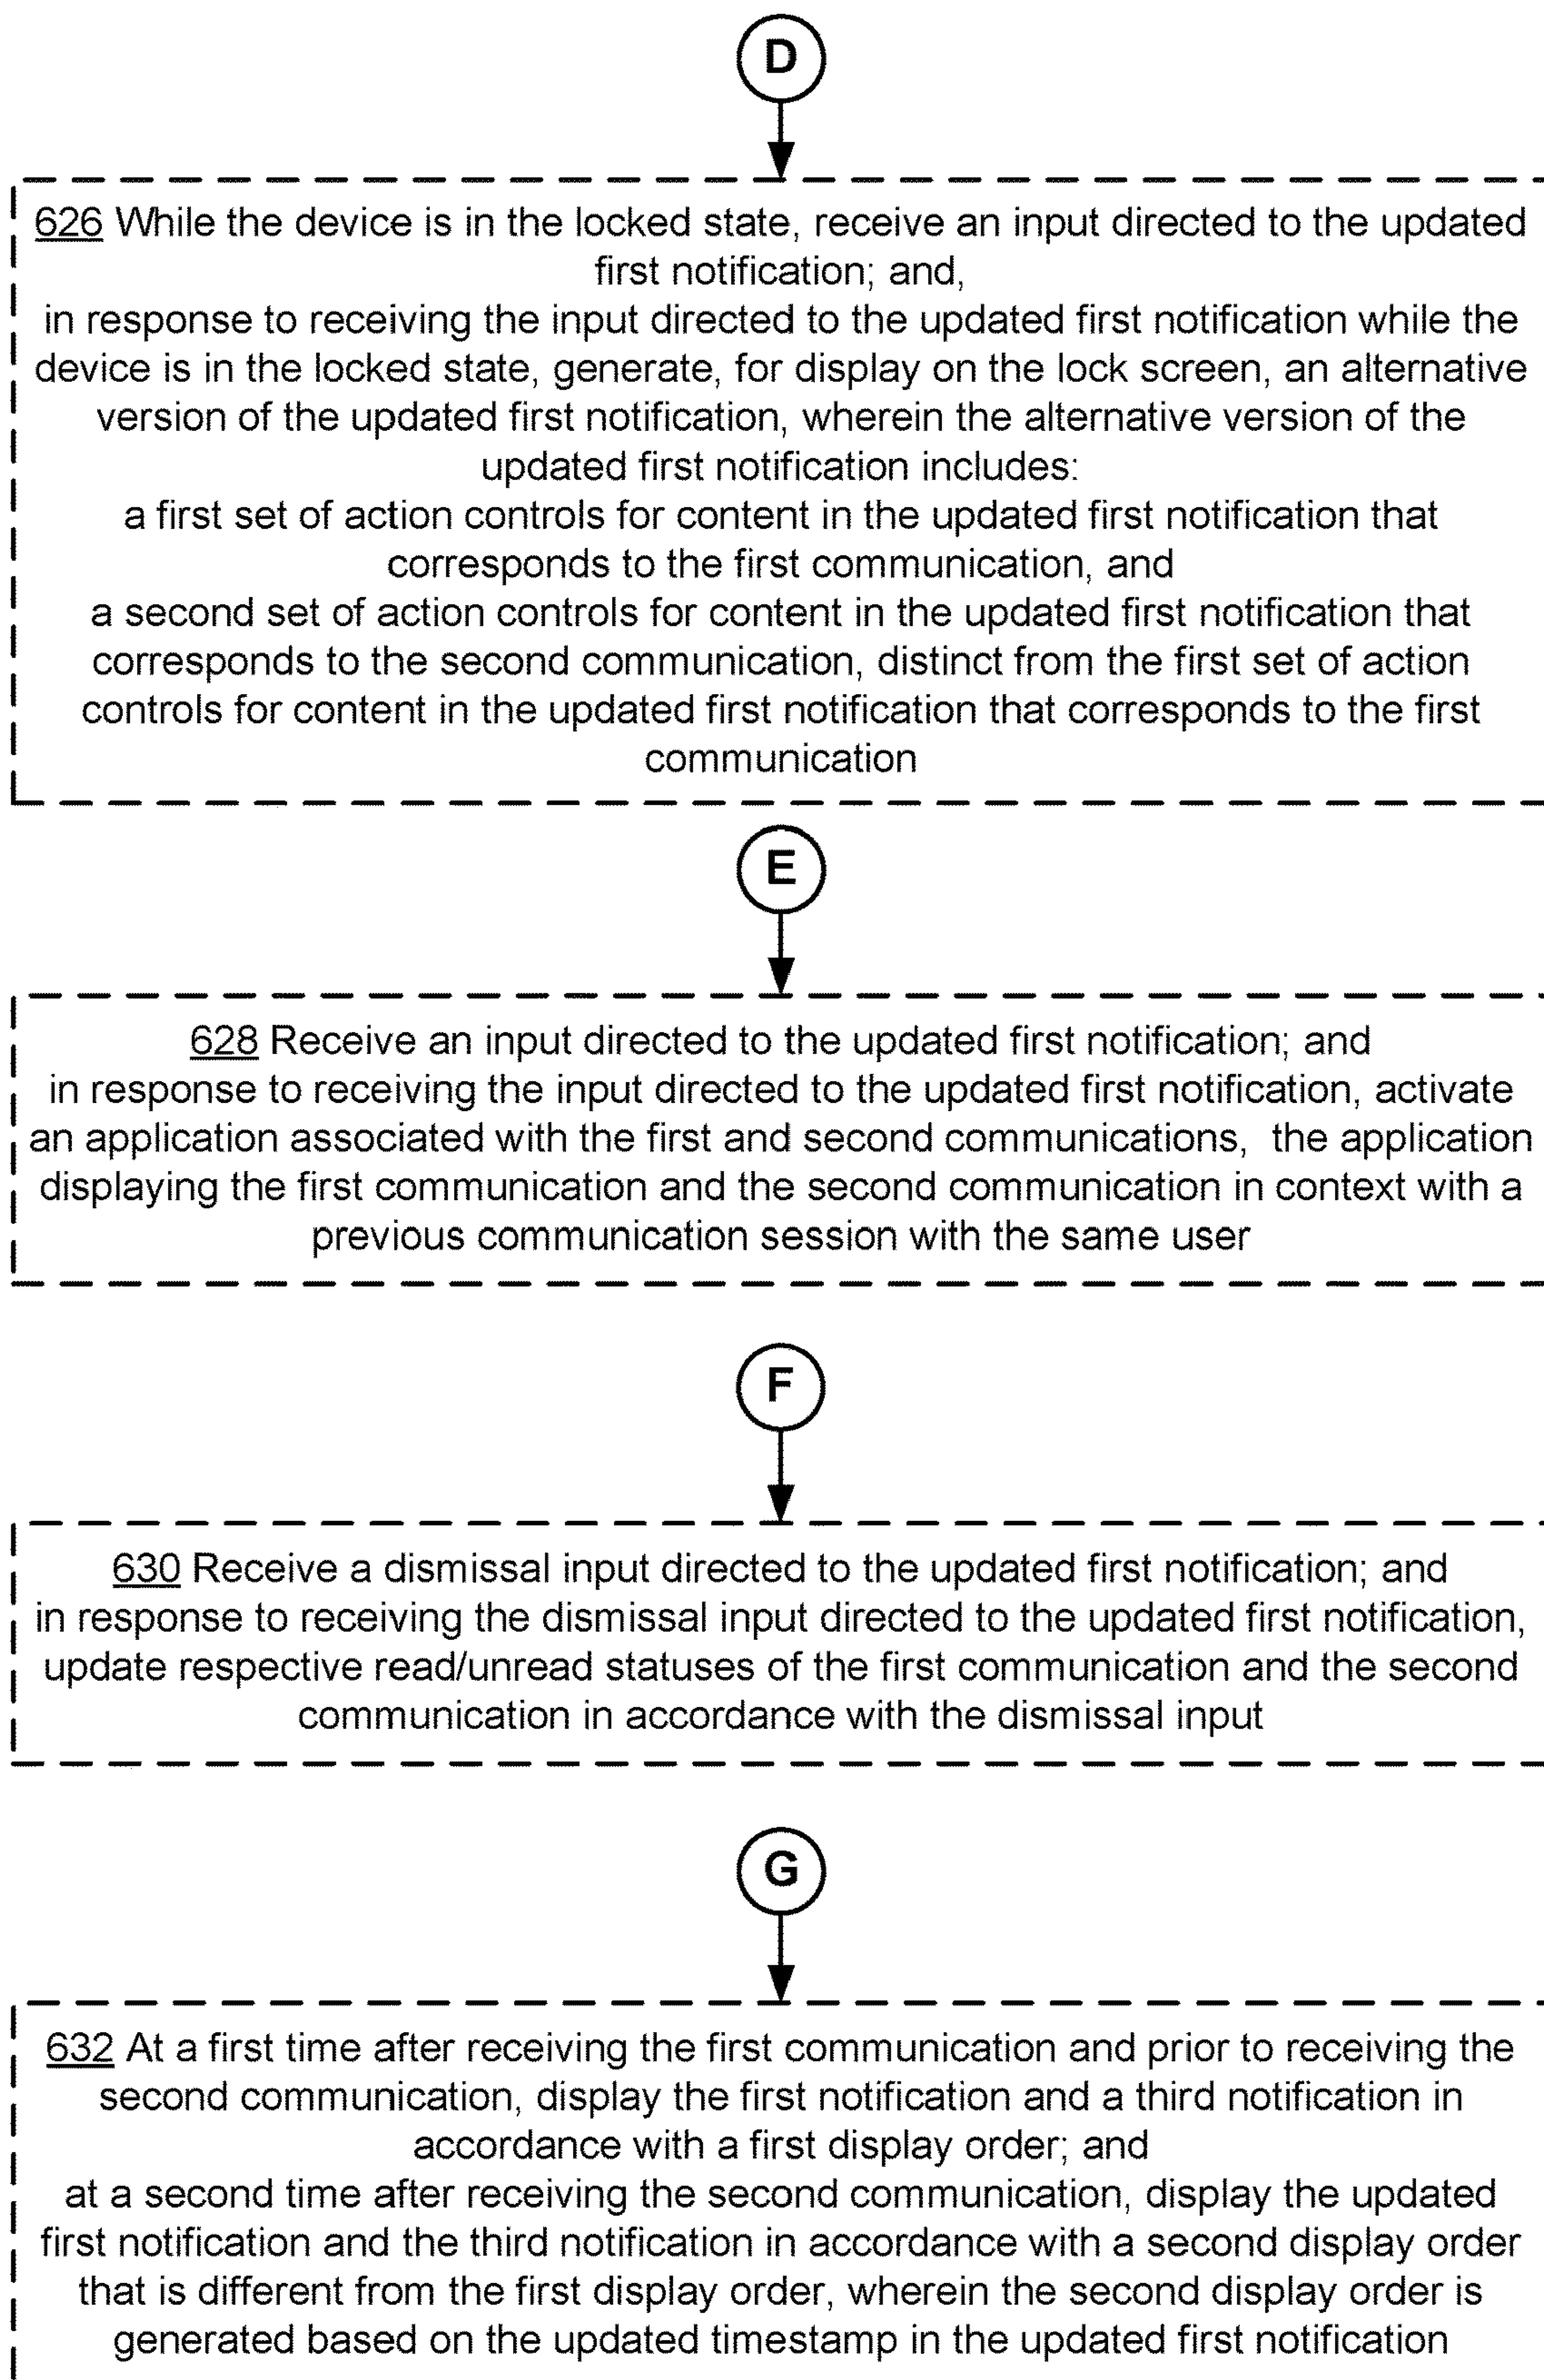 D
626 While the device is in the locked state, receive an input directed to the updated
first notification; and,
in response to receiving the input directed to the updated first notification while the
device is in the locked state, generate, for display on the lock screen, an alternative
version of the updated first notification, wherein the alternative version of the
updated first notification includes:
a first set of action controls for content in the updated first notification that
corresponds to the first communication, and
a second set of action controls for content in the updated first notification that
corresponds to the second communication, distinct from the first set of action
controls for content in the updated first notification that corresponds to the first
communication
E
628 Receive an input directed to the updated first notification; and
in response to receiving the input directed to the updated first notification, activate
an application associated with the first and second communications, the application
displaying the first communication and the second communication in context with a
previous communication session with the same user
F
630 Receive a dismissal input directed to the updated first notification; and
in response to receiving the dismissal input directed to the updated first notification,
update respective read/unread statuses of the first communication and the second
communication in accordance with the dismissal input
G
632 At a first time after receiving the first communication and prior to receiving the
second communication, display the first notification and a third notification in
accordance with a first display order; and
at a second time after receiving the second communication, display the updated
first notification and the third notification in accordance with a second display order
that is different from the first display order, wherein the second display order is
generated based on the updated timestamp in the updated first notification